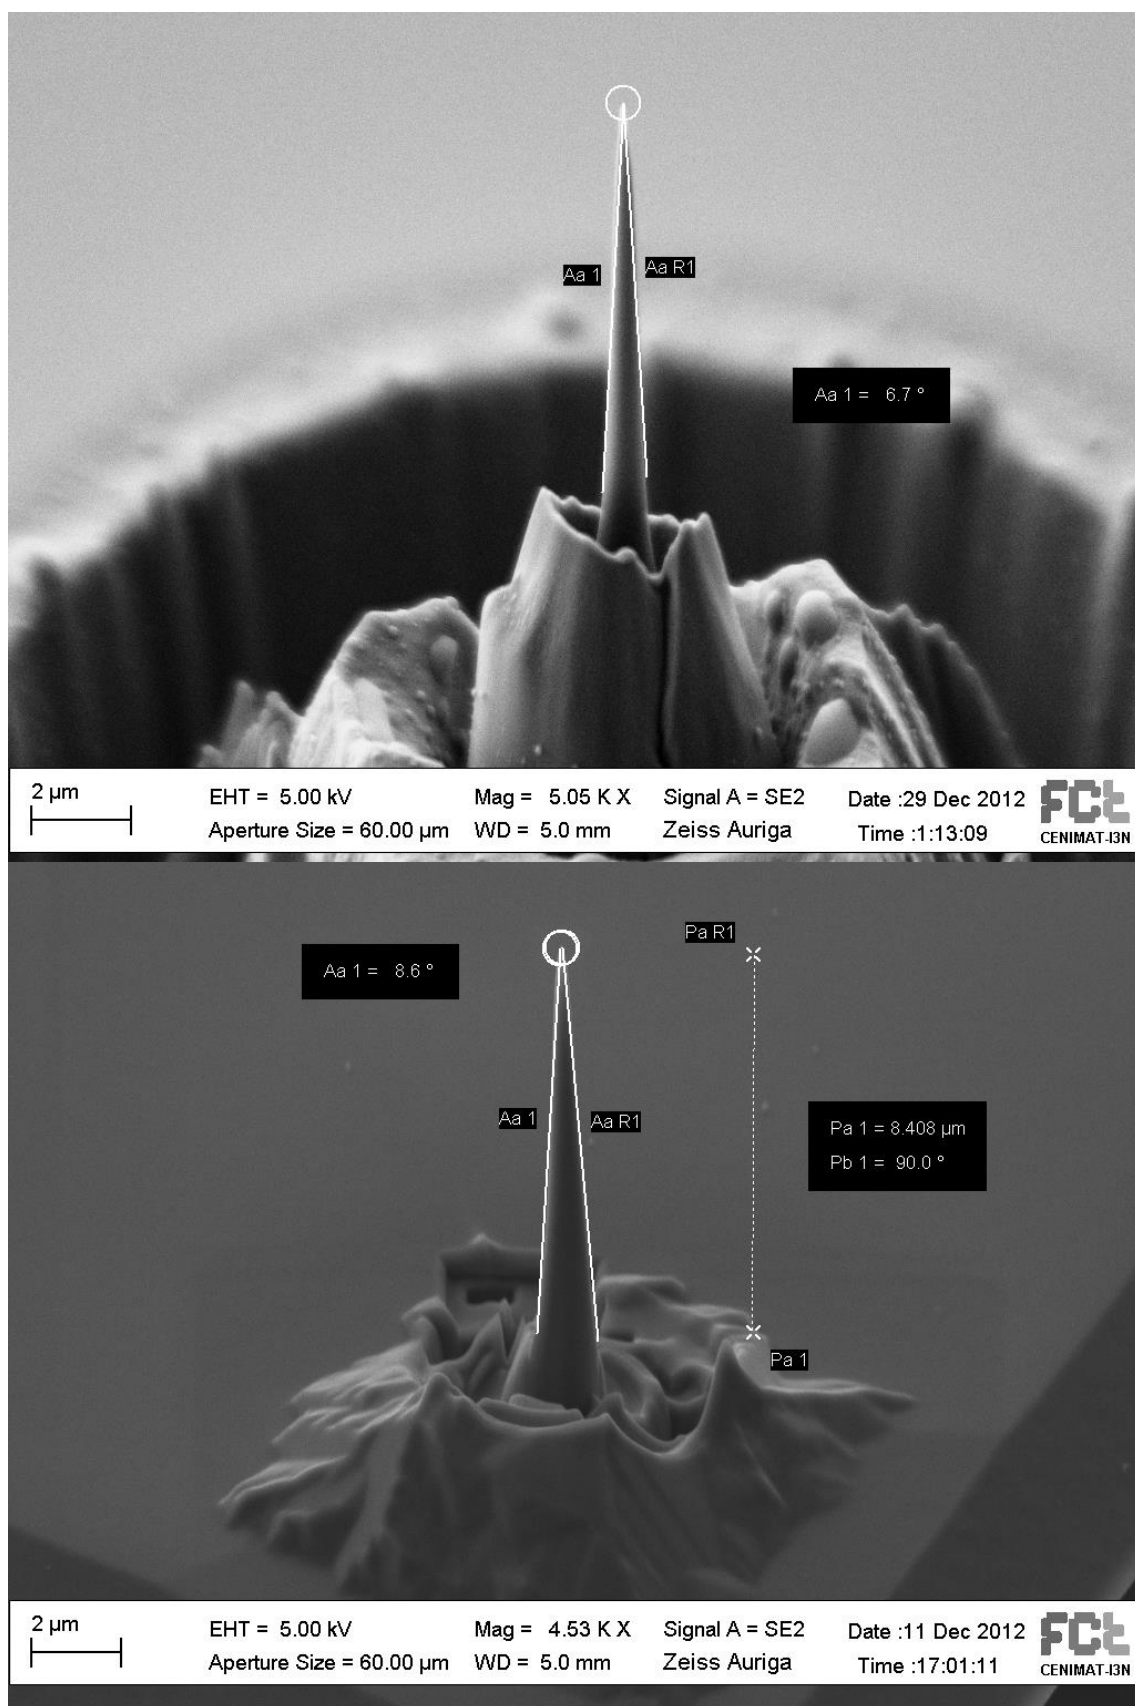 Aa 1
Aa R1
Aa 1 = 6.7 °
2 µm
EHT = 5.00 kV
Mag = 5.05 K X
Signal A = SE2
Date :29 Dec 2012
Aperture Size = 60.00 µm
WD = 5.0 mm
Zeiss Auriga
Time :1:13:09
FCt
CENIMAT-I3N
Pa R1
Aa 1 = 8.6 °
Aa 1
Aa R1
Pa 1 = 8.408 µm
Pb 1 = 90.0 °
Pa 1
2 µm
EHT = 5.00 kV
Mag = 4.53 K X
Signal A = SE2
Date :11 Dec 2012
Aperture Size = 60.00 µm
WD = 5.0 mm
Zeiss Auriga
Time :17:01:11
FCt
CENIMAT-I3N